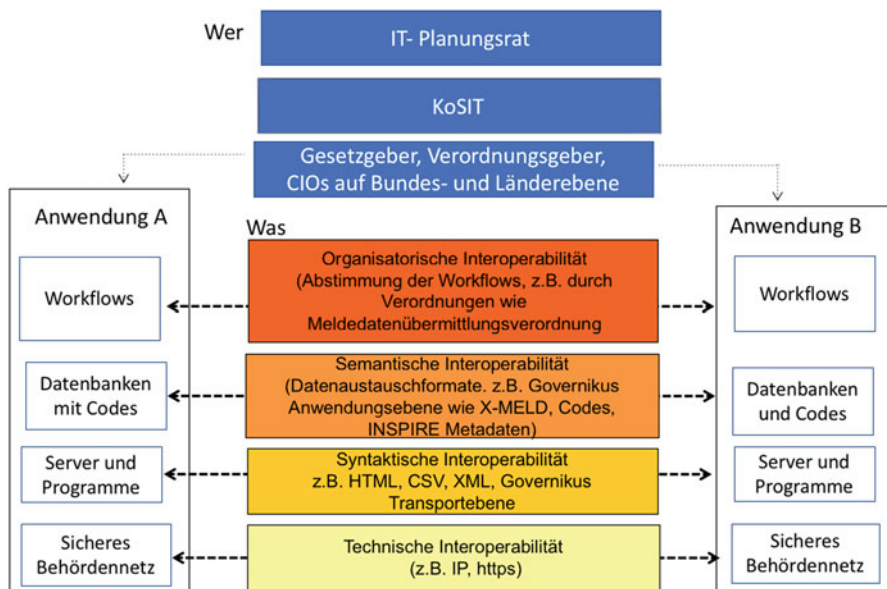 Wer
IT- Planungsrat
KoSIT
Gesetzgeber, Verordnungsgeber,
CIOs auf Bundes- und Länderebene
Anwendung A
Workflows
Datenbanken
mit Codes
Server und
Programme
Sicheres
Behördennetz
Was
Organisatorische Interoperabilität
(Abstimmung der Workflows, z.B. durch
Verordnungen wie
Meldedatenübermittlungsverordnung
Semantische Interoperabilität
(Datenaustauschformate. z.B. Governikus
Anwendungsebene wie X-MELD, Codes,
INSPIRE Metadaten)
Syntaktische Interoperabilität
z.B. HTML, CSV, XML, Governikus
Transportebene
Technische Interoperabilität
(z.B. IP, https)
Anwendung B
Workflows
Datenbanken
und Codes
Server und
Programme
Sicheres
Behördennetz